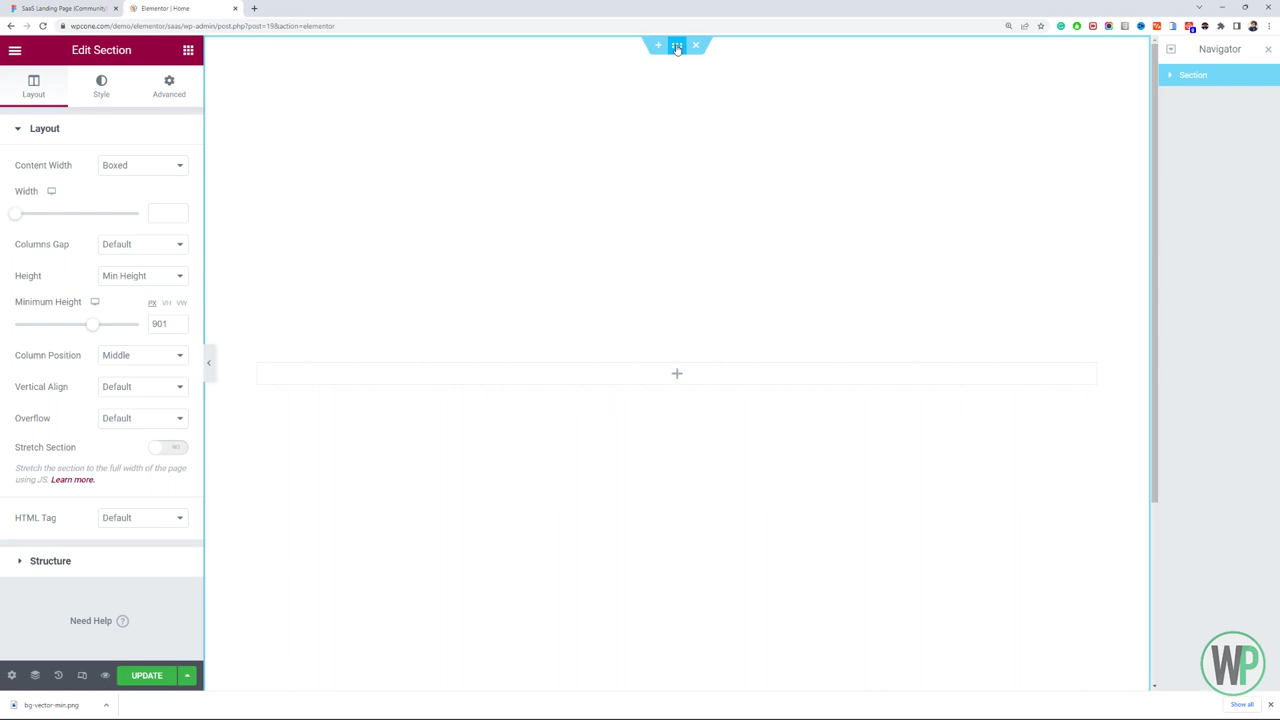 SaaS Landing Page (Community)
Elementor | Home
wpcone.com/demo/elementor/saas/wp-admin/post.php?post=19&action=elementor
Edit Section
Navigator
Section
Layout
Style
Advanced
Layout
Content Width
Boxed
Width
Columns Gap
Default
Height
Min Height
Minimum Height
PX VH VW
901
Column Position
Middle
Vertical Align
Default
Overflow
Default
Stretch Section
NO
Stretch the section to the full width of the page
using JS. Learn more.
HTML Tag
Default
Structure
Need Help
UPDATE
bg-vector-min.png
Show all
WP